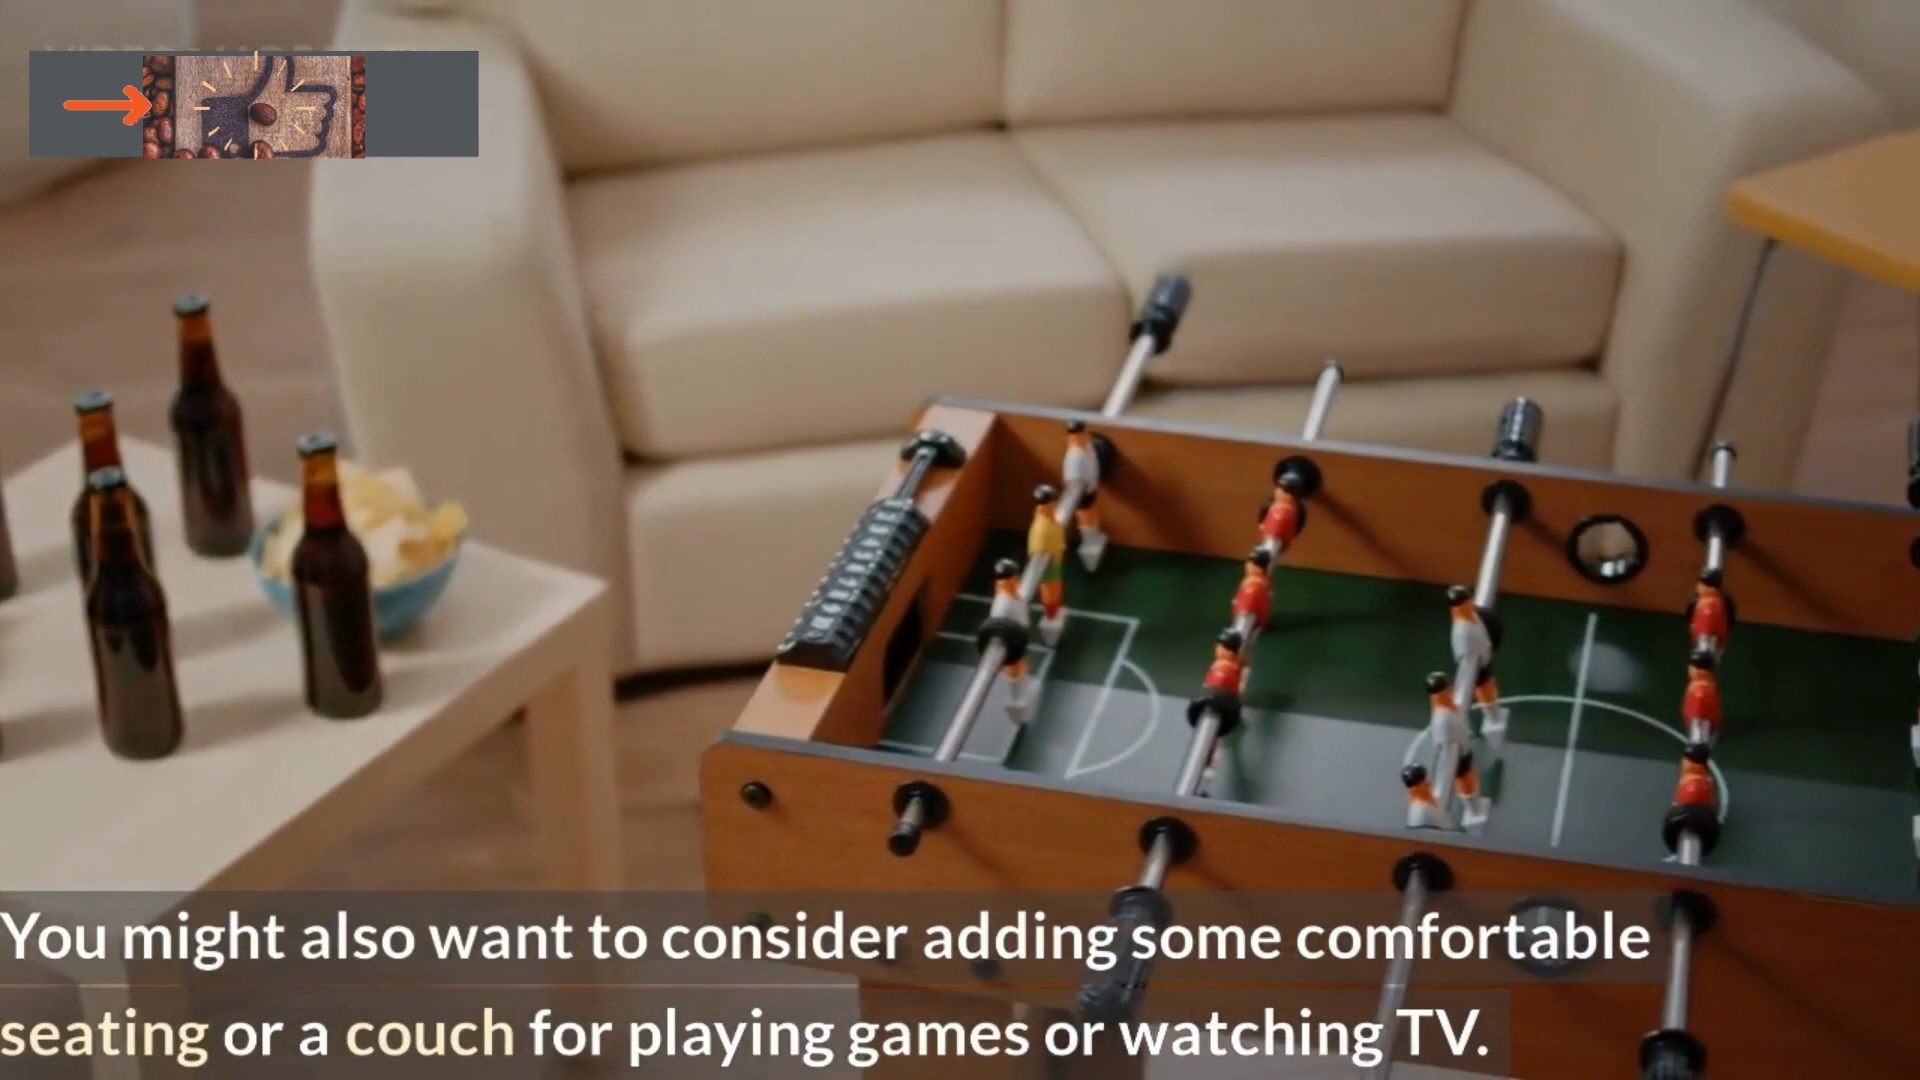 You might also want to consider adding some comfortable
seating or a couch for playing games or watching TV.